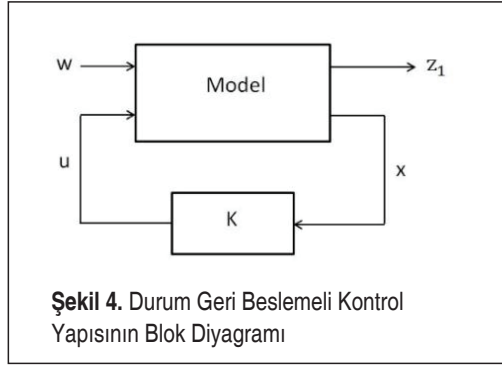 w
Model
z₁
u
x
K
Şekil 4. Durum Geri Beslemeli Kontrol
Yapısının Blok Diyagramı